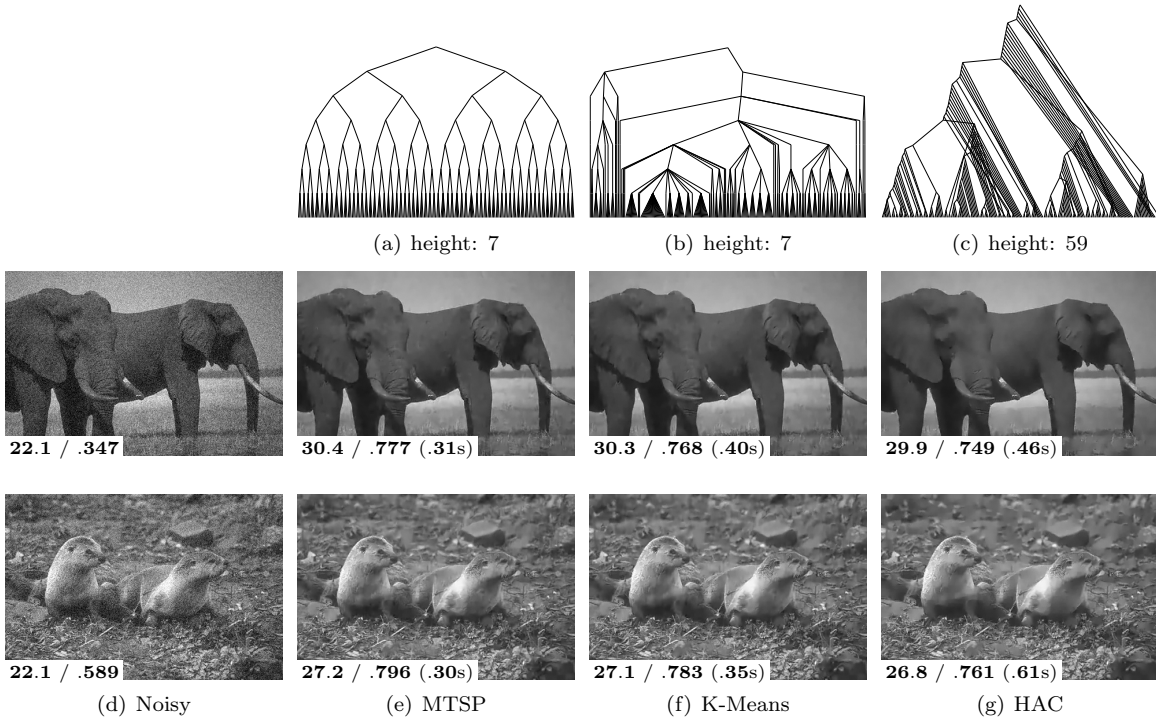 (a) height: 7
(b) height: 7
(c) height: 59
22.1 / .347
30.4 / .777 (.31s)
30.3 / .768 (.40s)
29.9 / .749 (.46s)
22.1 / .589
27.2 / .796 (.30s)
27.1 / .783 (.35s)
26.8 / .761 (.61s)
(d) Noisy
(e) MTSP
(f) K-Means
(g) HAC